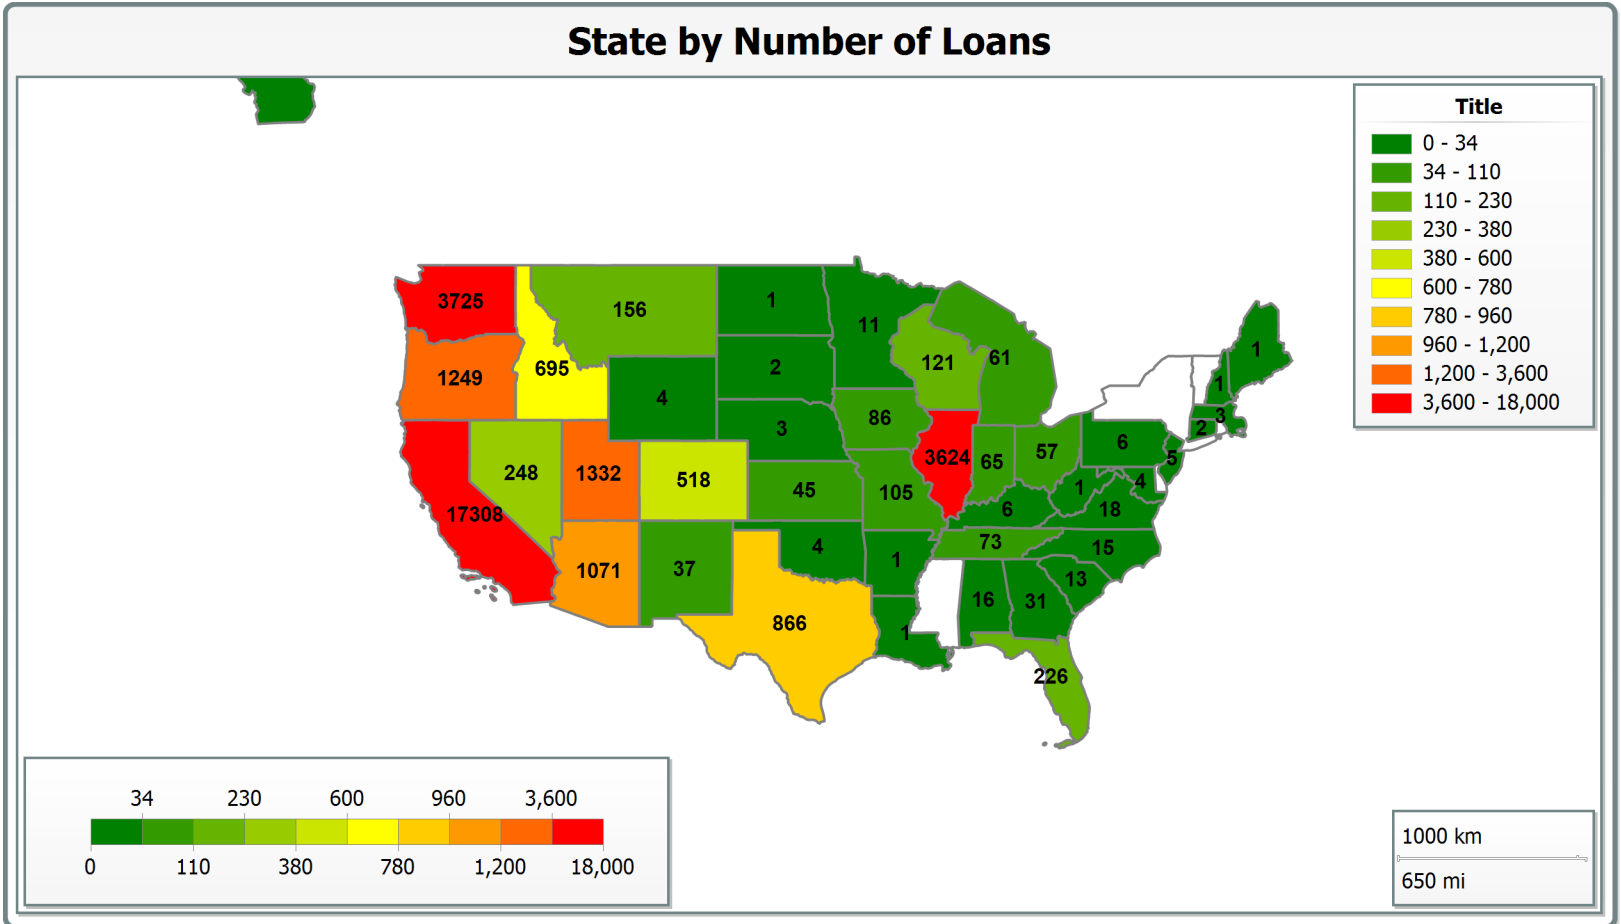 State by Number of Loans
Title
0 - 34
34 - 110
110 - 230
230 - 380
380 - 600
600 - 780
780 - 960
960 - 1,200
1,200 - 3,600
3,600 - 18,000
3725
156
1
11
1249
695
4
2
121
61
1
1
3
2
3
86
6
5
17308
248
1332
518
45
105
3624
65
57
1
4
6
18
1071
37
4
1
73
15
866
1
16
31
13
226
34 230 600 960 3,600
0 110 380 780 1,200 18,000
1000 km
650 mi